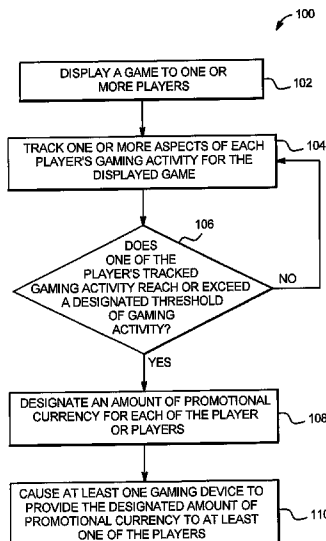 100
DISPLAY A GAME TO ONE OR
MORE PLAYERS
102
TRACK ONE OR MORE ASPECTS OF EACH
PLAYER'S GAMING ACTIVITY FOR THE
DISPLAYED GAME
104
106
DOES
ONE OF THE
PLAYER'S TRACKED
GAMING ACTIVITY REACH OR EXCEED
A DESIGNATED THRESHOLD
OF GAMING
ACTIVITY?
NO
YES
DESIGNATE AN AMOUNT OF PROMOTIONAL
CURRENCY FOR EACH OF THE PLAYER
OR PLAYERS
108
CAUSE AT LEAST ONE GAMING DEVICE TO
PROVIDE THE DESIGNATED AMOUNT OF
PROMOTIONAL CURRENCY TO AT LEAST
ONE OF THE PLAYERS
110